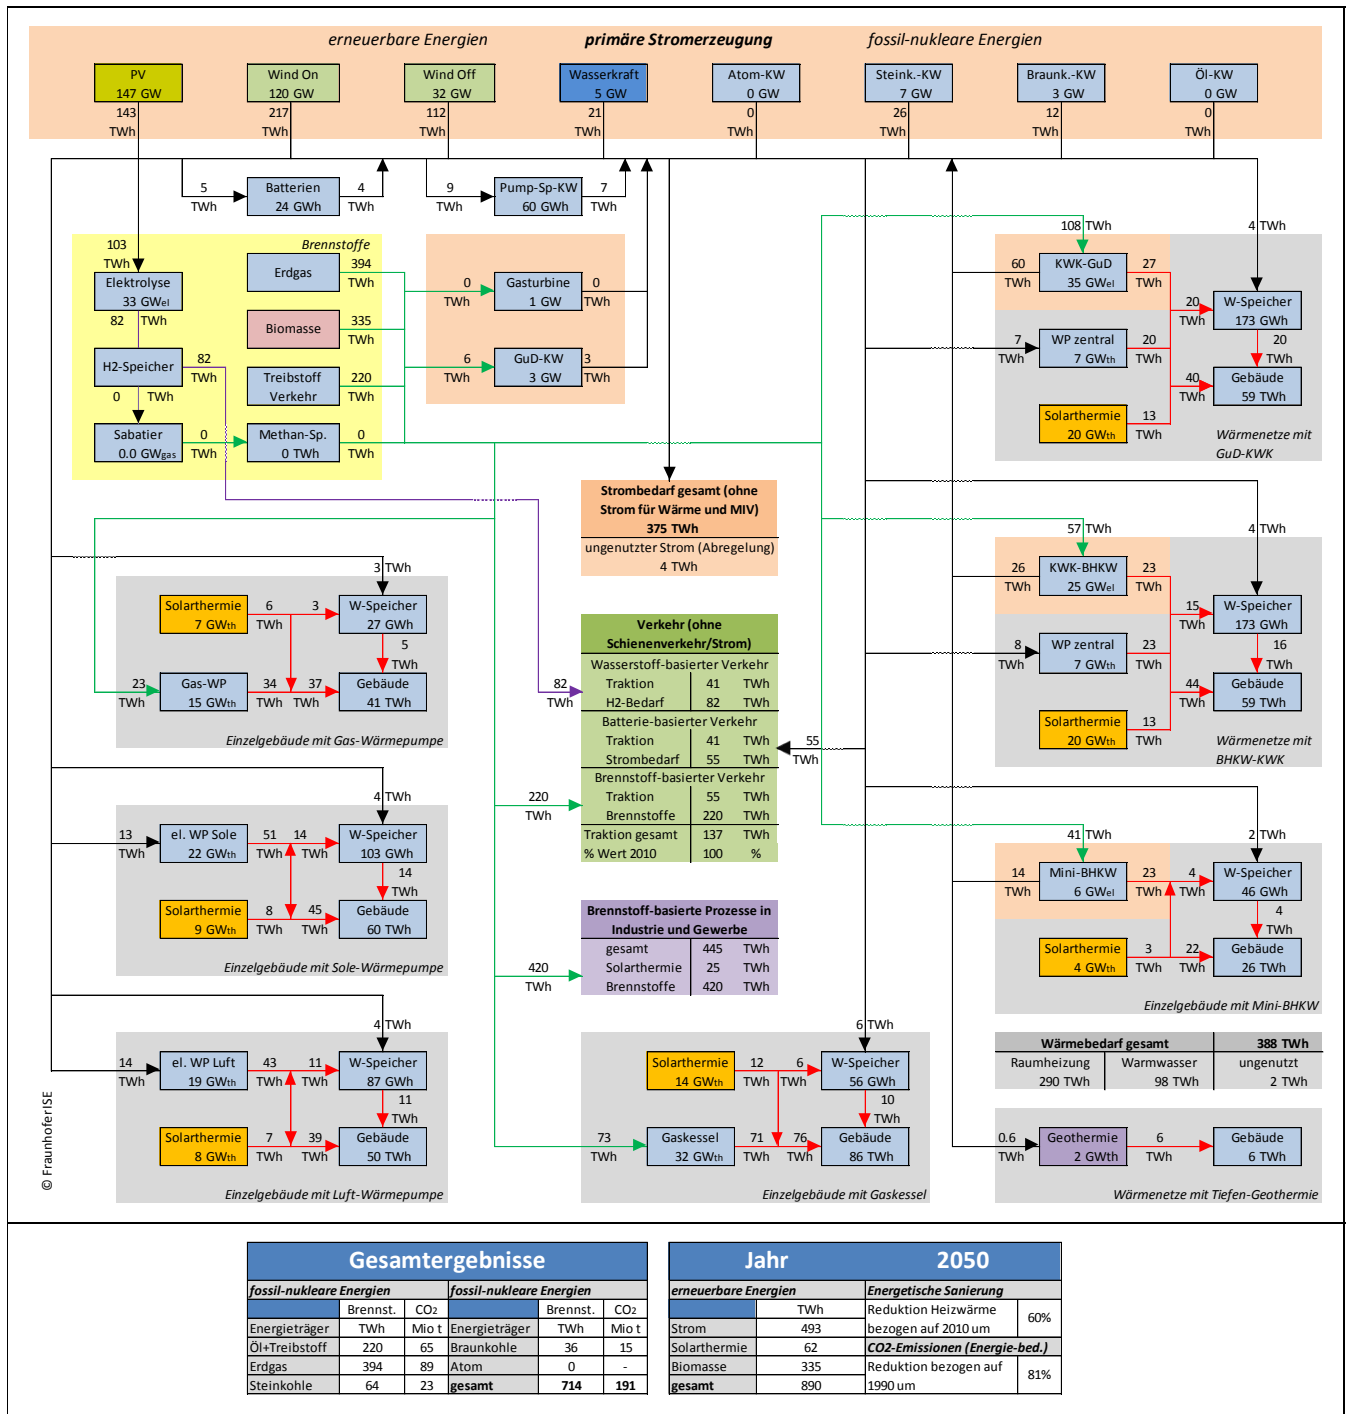 erneuerbare Energien primäre Stromerzeugung fossil-nukleare Energien
PV Wind On Wind Off Wasserkraft Atom-KW Steink.-KW Braunk.-KW Öl-KW
147 GW 120 GW 32 GW 5 GW 0 GW 7 GW 3 GW 0 GW
143 217 112 21 0 26 12 0
TWh TWh TWh TWh TWh TWh TWh TWh
5 Batterien 4 9 Pump-Sp-KW 7
TWh 24 GWh TWh TWh 60 GWh TWh
Brennstoffe
103
TWh
Elektrolyse
33 GWel
82 TWh
H2-Speicher 82
TWh
0 TWh
Sabatier 0
0.0 GWgas TWh
Erdgas 394
TWh
Biomasse 335
TWh
Treibstoff 220
Verkehr TWh
Methan-Sp. 0
0 TWh TWh
0 Gasturbine 0
TWh 1 GW TWh
6 GuD-KW 3
TWh 3 GW TWh
108 TWh 4 TWh
60 KWK-GuD 27
TWh 35 GWel TWh
20 W-Speicher
TWh 173 GWh
7 WP zentral 20 20
TWh 7 GWth TWh TWh
40 Gebäude
TWh 59 TWh
Solarthermie 13
20 GWth TWh
Wärmenetze mit
GuD-KWK
Strombedarf gesamt (ohne
Strom für Wärme und MIV)
375 TWh
ungenutzter Strom (Abregelung)
4 TWh
57 TWh 4 TWh
26 KWK-BHKW 23
TWh 25 GWel TWh
15 W-Speicher
TWh 173 GWh
8 WP zentral 23 16
TWh 7 GWth TWh TWh
44 Gebäude
TWh 59 TWh
Solarthermie 13
20 GWth TWh
Wärmenetze mit
BHKW-KWK
3 TWh
Solarthermie 6 3 W-Speicher
7 GWth TWh 27 GWh
5
TWh
23 Gas-WP 34 37 Gebäude
TWh 15 GWth TWh TWh 41 TWh
Einzelgebäude mit Gas-Wärmepumpe
82
TWh
Verkehr (ohne
Schienenverkehr/Strom)
Wasserstoff-basierter Verkehr
Traktion 41 TWh
H2-Bedarf 82 TWh
Batterie-basierter Verkehr
Traktion 41 TWh
Strombedarf 55 TWh
Brennstoff-basierter Verkehr
Traktion 55 TWh
Brennstoffe 220 TWh
Traktion gesamt 137 TWh
% Wert 2010 100 %
55
TWh
220
TWh
4 TWh
13 el. WP Sole 51 14 W-Speicher
TWh 22 GWth TWh TWh 103 GWh
14
TWh
Solarthermie 8 45 Gebäude
9 GWth TWh TWh 60 TWh
Einzelgebäude mit Sole-Wärmepumpe
Brennstoff-basierte Prozesse in
Industrie und Gewerbe
gesamt 445 TWh
Solarthermie 25 TWh
Brennstoffe 420 TWh
420
TWh
41 TWh 2 TWh
14 Mini-BHKW 23 4 W-Speicher
TWh 6 GWel TWh TWh 46 GWh
4
TWh
Solarthermie 3 22 Gebäude
4 GWth TWh TWh 26 TWh
Einzelgebäude mit Mini-BHKW
4 TWh
14 el. WP Luft 43 11 W-Speicher
TWh 19 GWth TWh TWh 87 GWh
11
TWh
Solarthermie 7 39 Gebäude
8 GWth TWh TWh 50 TWh
Einzelgebäude mit Luft-Wärmepumpe
© Fraunhofer ISE
6 TWh
Solarthermie 12 6 W-Speicher
14 GWth TWh TWh 56 GWh
10
TWh
73 Gaskessel 71 76 Gebäude
TWh 32 GWth TWh TWh 86 TWh
Einzelgebäude mit Gaskessel
Wärmebedarf gesamt 388 TWh
Raumheizung Warmwasser ungenutzt
290 TWh 98 TWh 2 TWh
0.6 Geothermie 6 Gebäude
TWh 2 GWth TWh 6 TWh
Wärmenetze mit Tiefen-Geothermie
Gesamtergebnisse
fossil-nukleare Energien fossil-nukleare Energien
Brennst. CO2 Brennst. CO2
Energieträger TWh Mio t Energieträger TWh Mio t
Öl+Treibstoff 220 65 Braunkohle 36 15
Erdgas 394 89 Atom 0 -
Steinkohle 64 23 gesamt 714 191
Jahr 2050
erneuerbare Energien Energetische Sanierung
TWh Reduktion Heizwärme
Strom 493 bezogen auf 2010 um 60%
Solarthermie 62 CO2-Emissionen (Energie-bed.)
Biomasse 335 Reduktion bezogen auf
gesamt 890 1990 um 81%